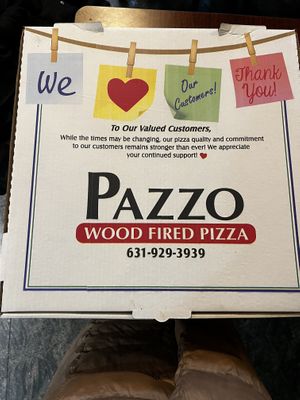 We
Our
Customers!
Thank
You!
To Our Valued Customers,
While the times may be changing, our pizza quality and commitment
to our customers remains stronger than ever! We appreciate
your continued support!
PAZZO
WOOD FIRED PIZZA
631-929-3939